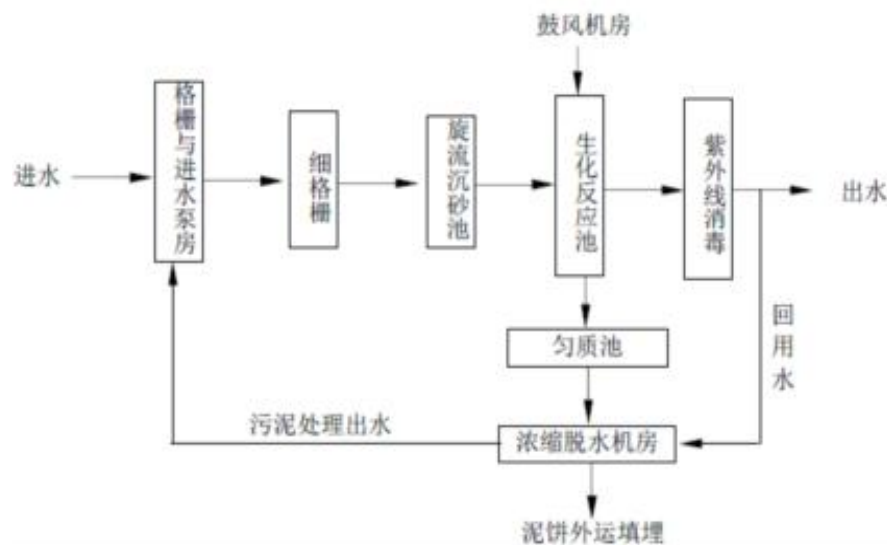 鼓风机房
进水
格栅与进水泵房
细格栅
旋流沉砂池
生化反应池
紫外线消毒
出水
回用水
匀质池
污泥处理出水
浓缩脱水机房
泥饼外运填埋